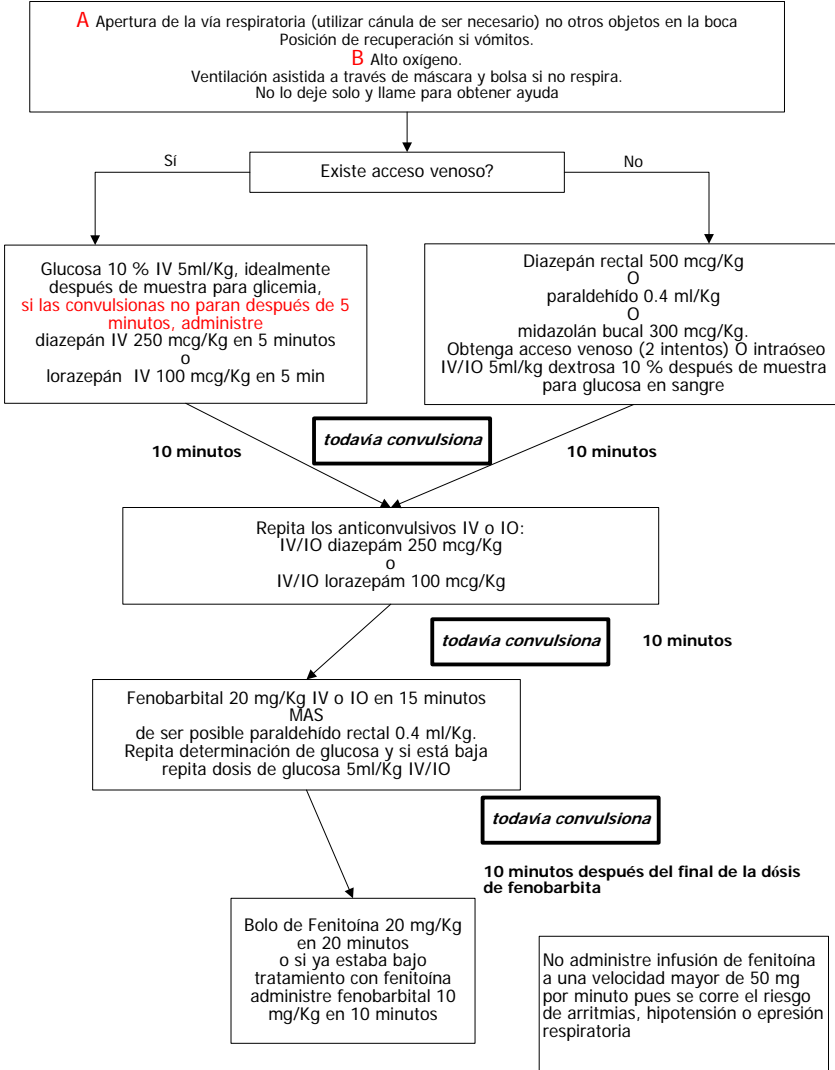 A Apertura de la vía respiratoria (utilizar cánula de ser necesario) no otros objetos en la boca
Posición de recuperación si vómitos.
B Alto oxígeno.
Ventilación asistida a través de máscara y bolsa si no respira.
No lo deje solo y llame para obtener ayuda
Existe acceso venoso?
Sí
No
Glucosa 10 % IV 5ml/Kg, idealmente
después de muestra para glicemia,
si las convulsionas no paran después de 5
minutos, administre
diazepán IV 250 mcg/Kg en 5 minutos
o
lorazepán IV 100 mcg/Kg en 5 min
Diazepán rectal 500 mcg/Kg
O
paraldehído 0.4 ml/Kg
O
midazolán bucal 300 mcg/Kg.
Obtenga acceso venoso (2 intentos) O intraóseo
IV/IO 5ml/kg dextrosa 10 % después de muestra
para glucosa en sangre
10 minutos
todavía convulsiona
10 minutos
Repita los anticonvulsivos IV o IO:
IV/IO diazepám 250 mcg/Kg
o
IV/IO lorazepám 100 mcg/Kg
todavía convulsiona
10 minutos
Fenobarbital 20 mg/Kg IV o IO en 15 minutos
MAS
de ser posible paraldehído rectal 0.4 ml/Kg.
Repita determinación de glucosa y si está baja
repita dosis de glucosa 5ml/Kg IV/IO
todavía convulsiona
10 minutos después del final de la dósis
de fenobarbita
Bolo de Fenitoína 20 mg/Kg
en 20 minutos
o si ya estaba bajo
tratamiento con fenitoína
administre fenobarbital 10
mg/Kg en 10 minutos
No administre infusión de fenitoína
a una velocidad mayor de 50 mg
por minuto pues se corre el riesgo
de arritmias, hipotensión o epresión
respiratoria